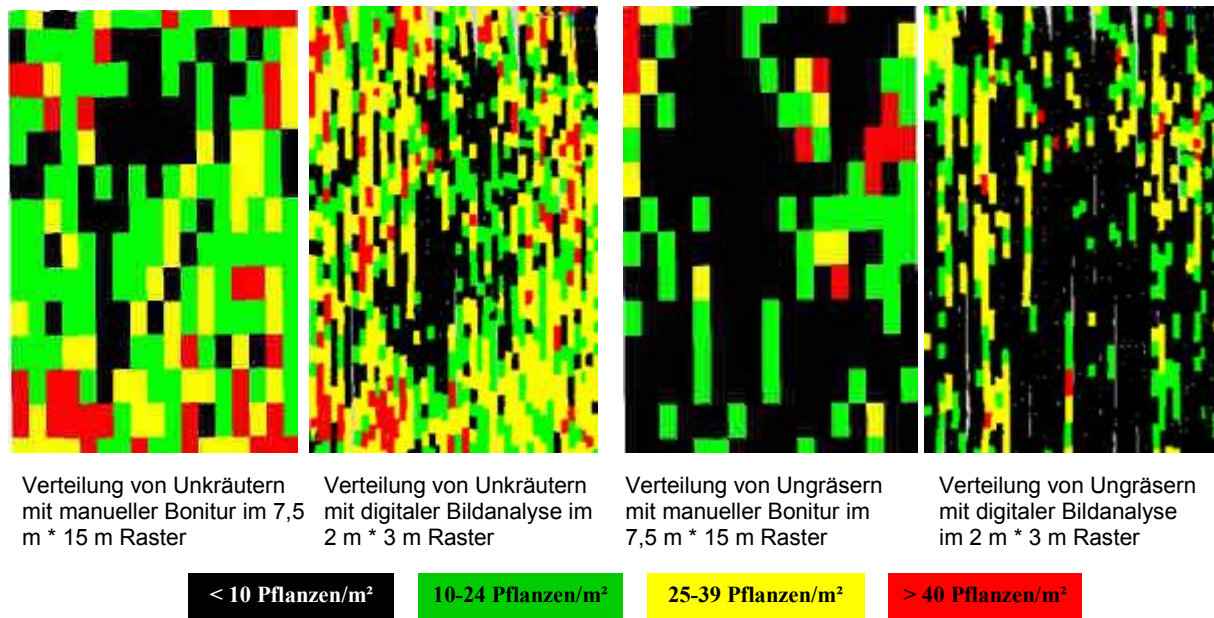 Verteilung von Unkräutern
mit manueller Bonitur im 7,5
m * 15 m Raster
Verteilung von Unkräutern
mit digitaler Bildanalyse im
2 m * 3 m Raster
Verteilung von Ungräsern
mit manueller Bonitur im
7,5 m * 15 m Raster
Verteilung von Ungräsern
mit digitaler Bildanalyse
im 2 m * 3 m Raster
< 10 Pflanzen/m²
10-24 Pflanzen/m²
25-39 Pflanzen/m²
> 40 Pflanzen/m²